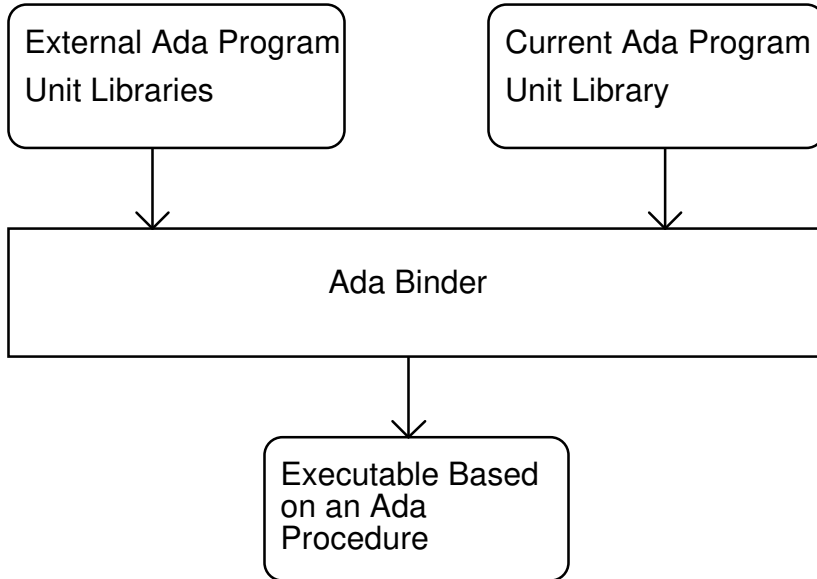 External Ada Program
Unit Libraries
Current Ada Program
Unit Library
Ada Binder
Executable Based
on an Ada
Procedure